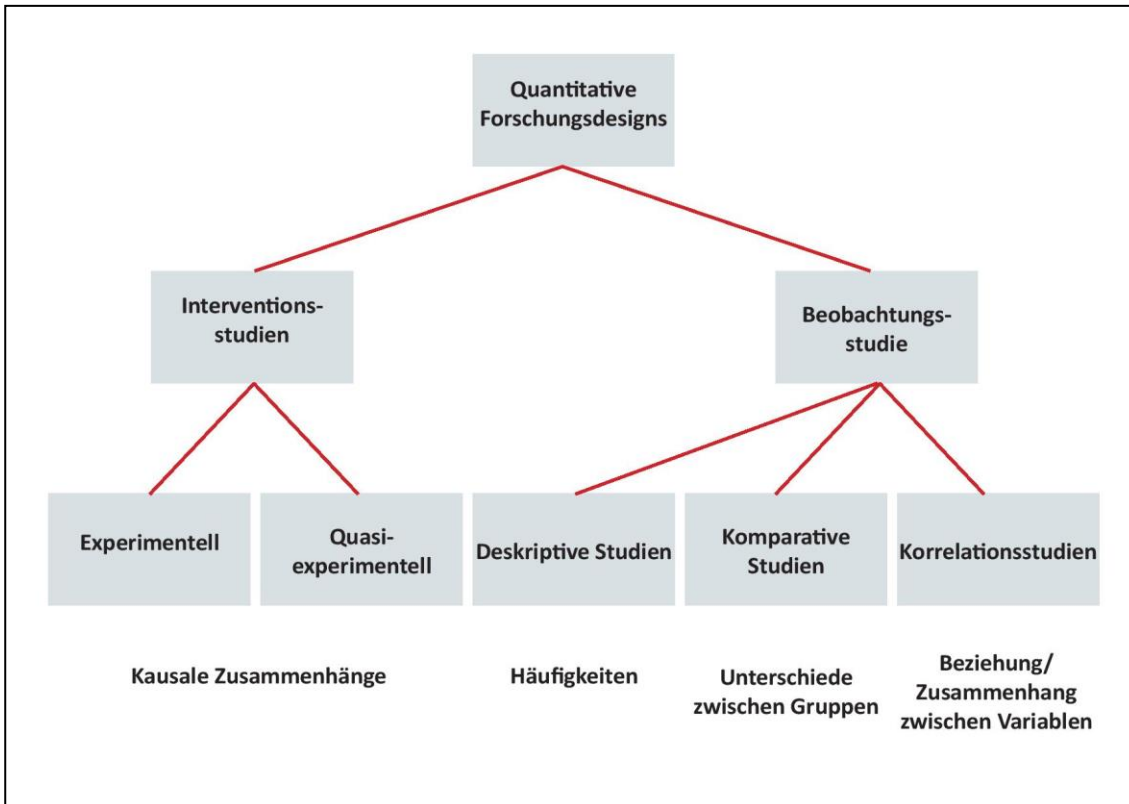 Quantitative
Forschungsdesigns
Interventions-
studien
Beobachtungs-
studie
Experimentell
Quasi-
experimentell
Deskriptive Studien
Komparative
Studien
Korrelationsstudien
Kausale Zusammenhänge
Häufigkeiten
Unterschiede
zwischen Gruppen
Beziehung/
Zusammenhang
zwischen Variablen